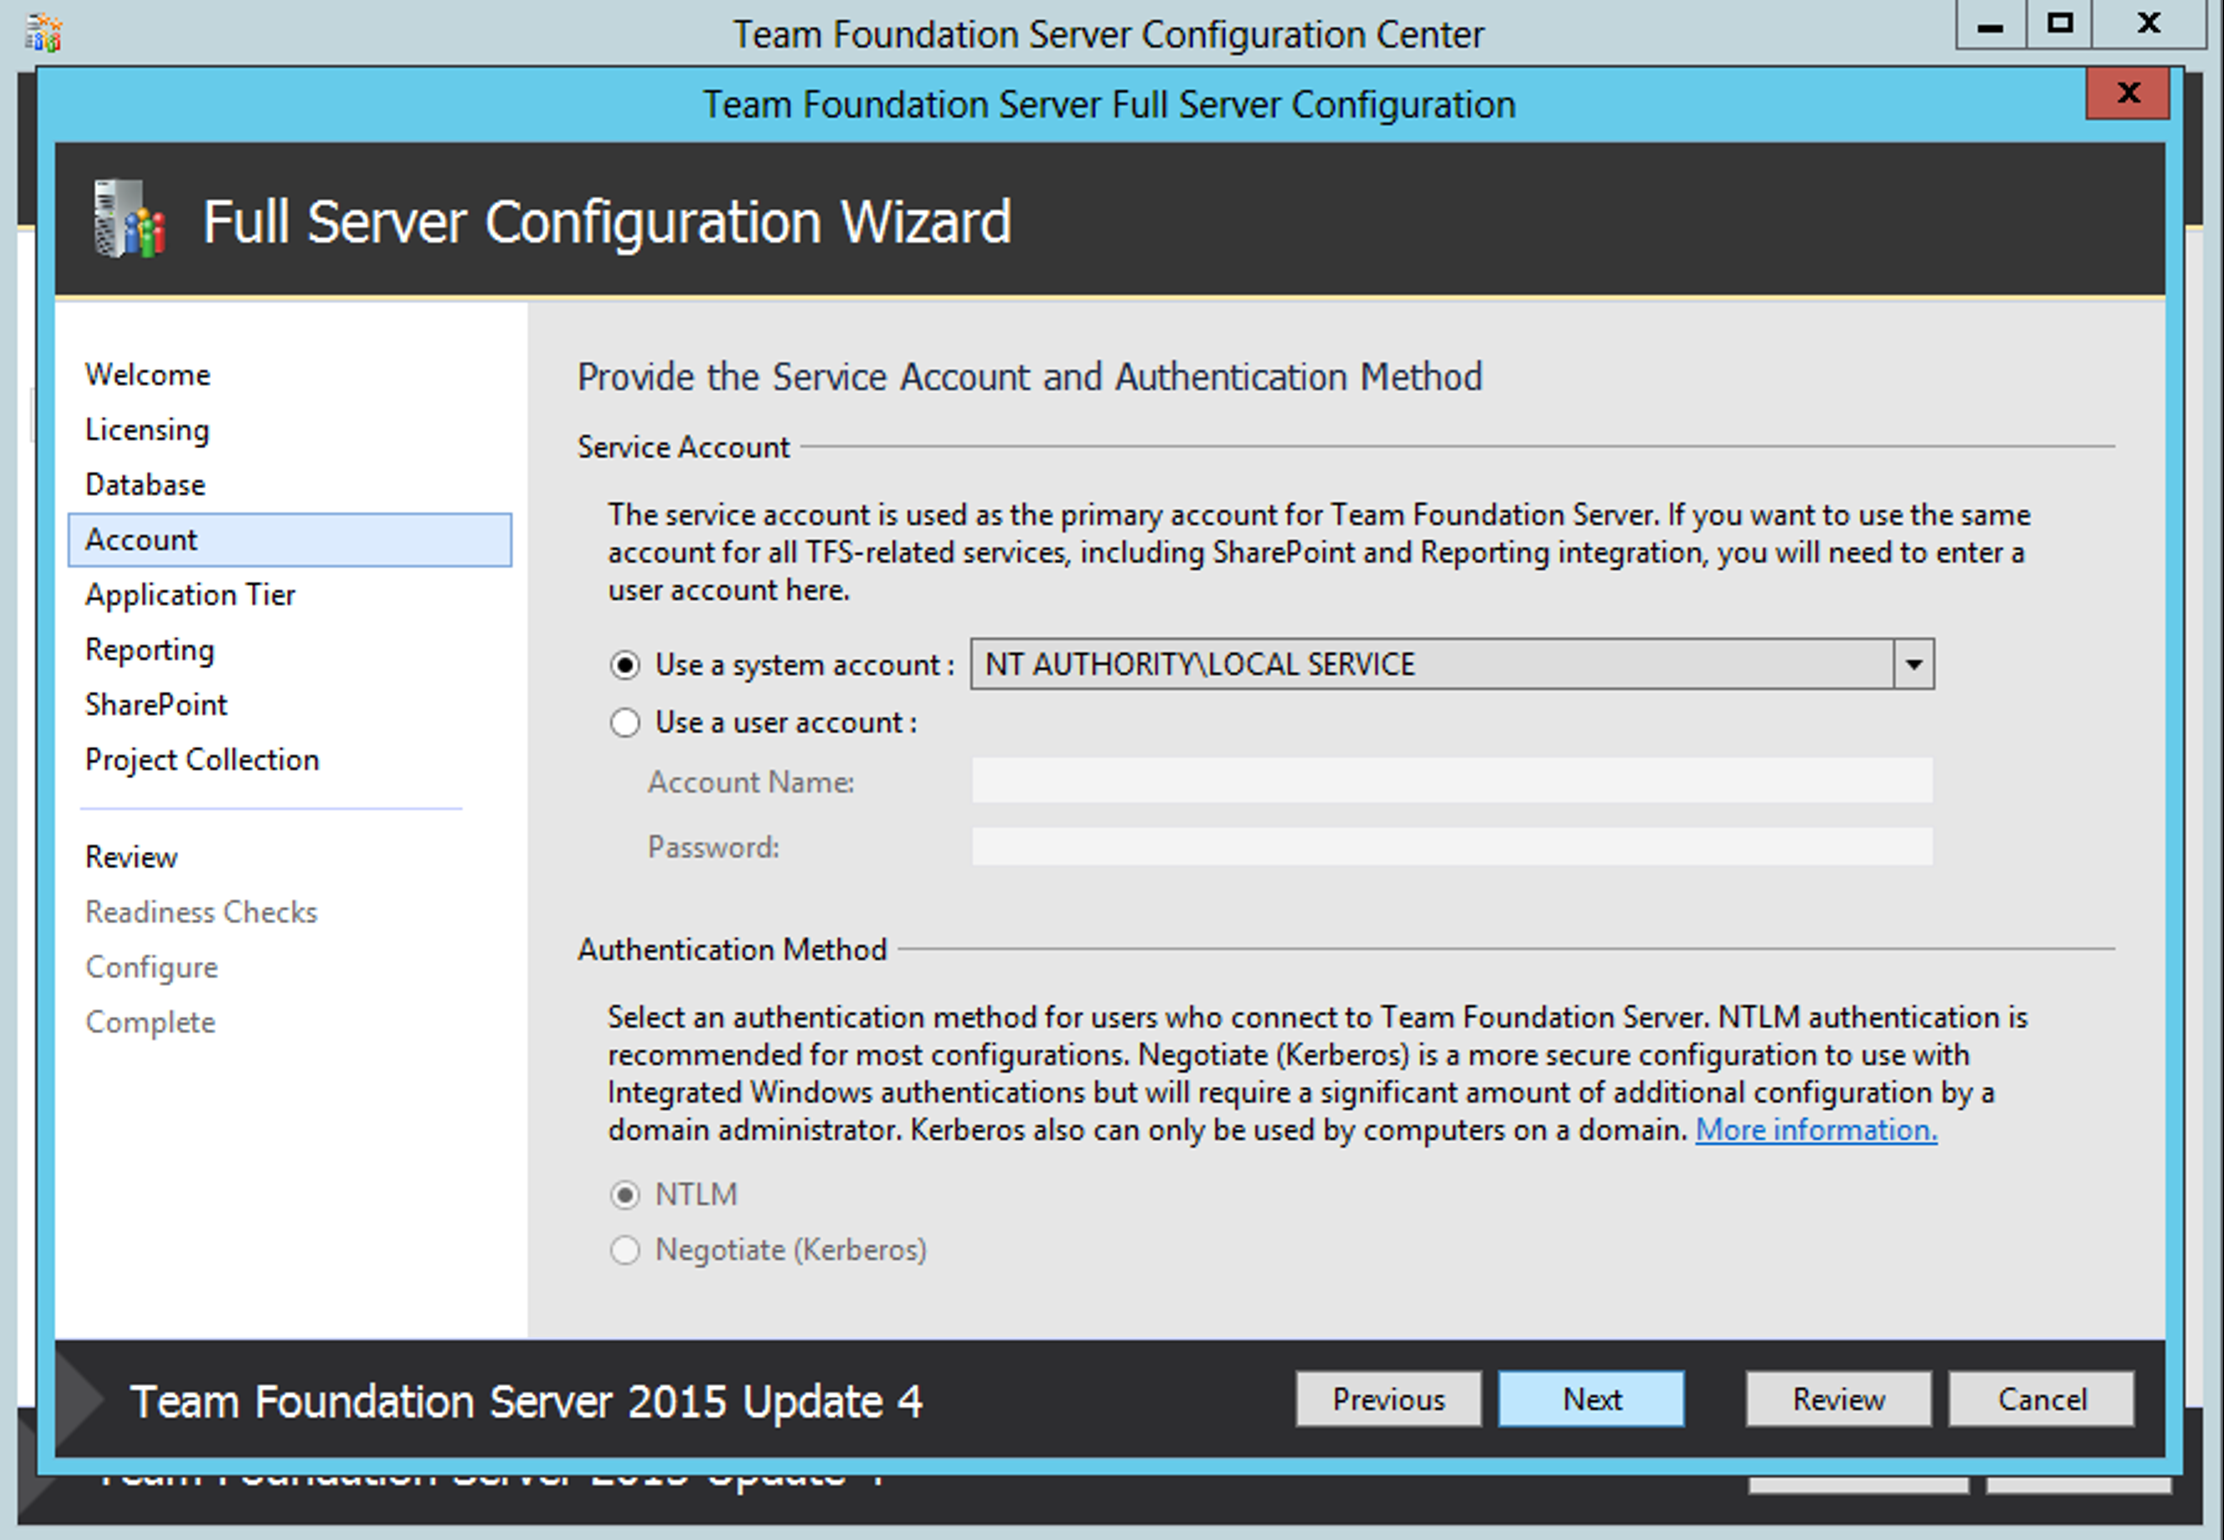 Team Foundation Server Configuration Center
Team Foundation Server Full Server Configuration
Full Server Configuration Wizard
Welcome
Licensing
Database
Account
Application Tier
Reporting
SharePoint
Project Collection
Review
Readiness Checks
Configure
Complete
Provide the Service Account and Authentication Method
Service Account
The service account is used as the primary account for Team Foundation Server. If you want to use the same
account for all TFS-related services, including SharePoint and Reporting integration, you will need to enter a
user account here.
Use a system account : NT AUTHORITY\LOCAL SERVICE
Use a user account :
Account Name:
Password:
Authentication Method
Select an authentication method for users who connect to Team Foundation Server. NTLM authentication is
recommended for most configurations. Negotiate (Kerberos) is a more secure configuration to use with
Integrated Windows authentications but will require a significant amount of additional configuration by a
domain administrator. Kerberos also can only be used by computers on a domain. More information.
NTLM
Negotiate (Kerberos)
Team Foundation Server 2015 Update 4
Previous Next Review Cancel
Team Foundation Server 2015 Update 4